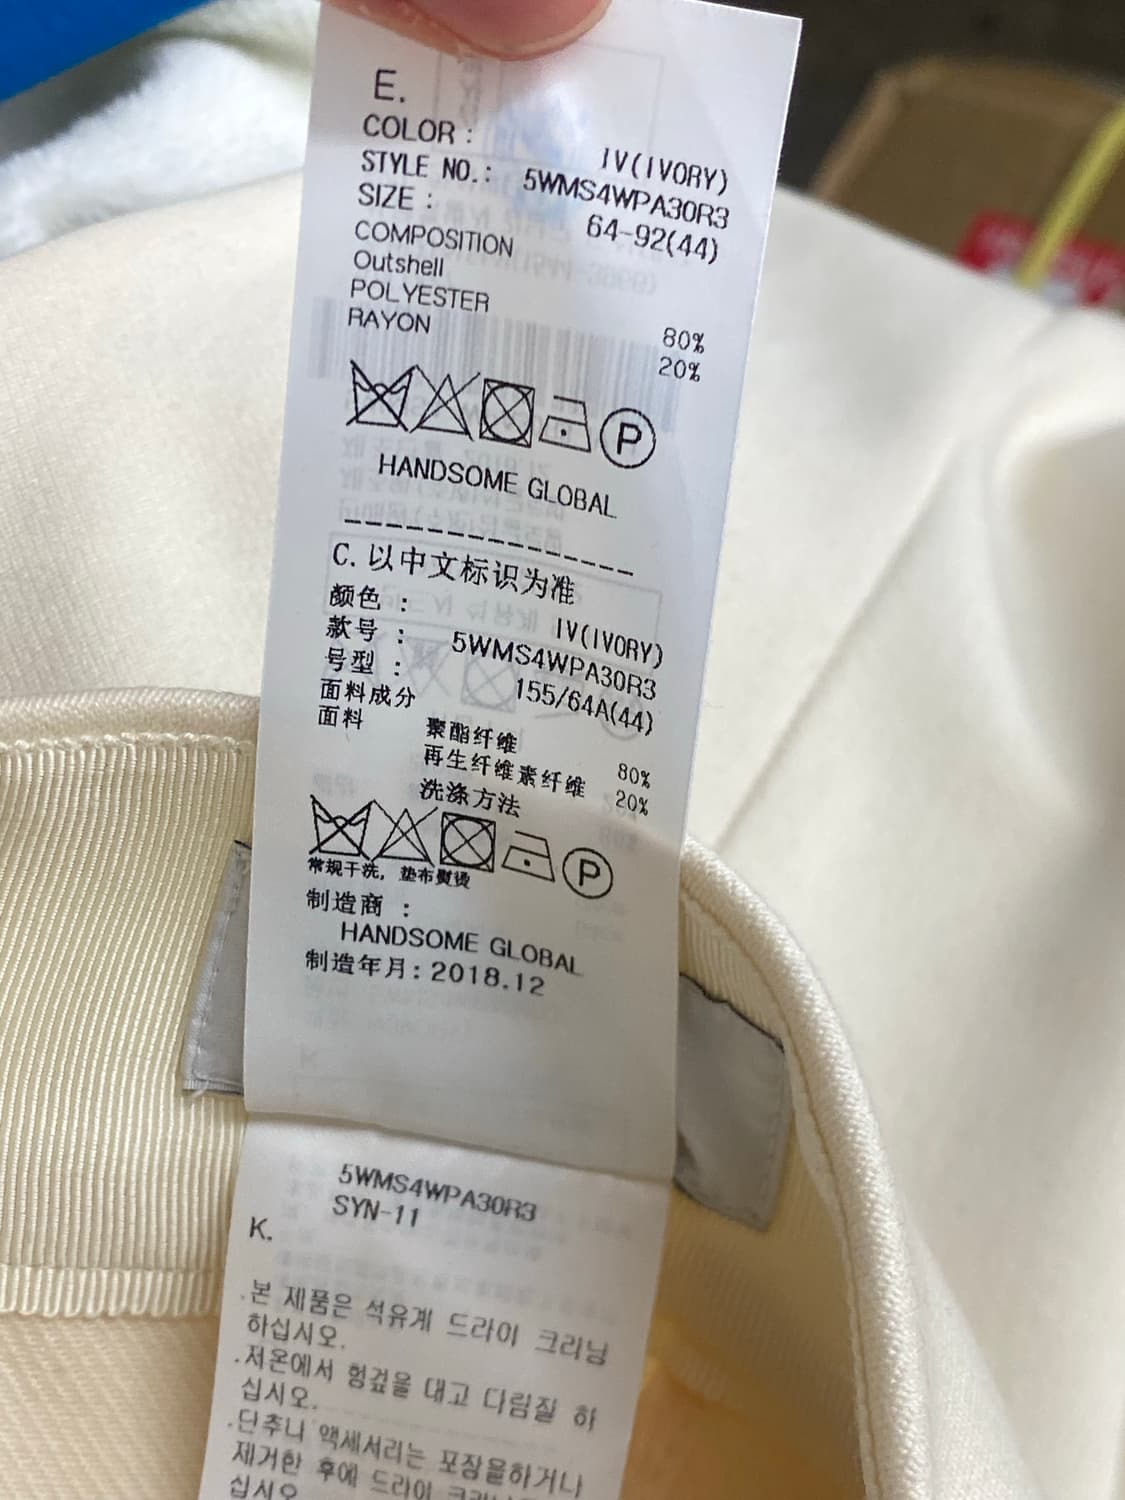 E.
COLOR : IV(IVORY)
STYLE NO.: 5WMS4WPA30R3
SIZE : 64-92(44)
COMPOSITION
Outshell
POLYESTER 80%
RAYON 20%
P
HANDSOME GLOBAL
C. 以中文标识为准
颜色 : IV(IVORY)
款号 : 5WMS4WPA30R3
号型 : 155/64A(44)
面料成分
面料 聚酯纤维 80%
再生纤维素纤维 20%
洗涤方法
P
常规干洗, 垫布熨烫
制造商 :
HANDSOME GLOBAL
制造年月: 2018.12
5WMS4WPA30R3
SYN-11
K.
.본 제품은 석유계 드라이 크리닝
하십시오.
.저온에서 헝겊을 대고 다림질 하
십시오.
.단추나 액세서리는 포장을하거나
제거한 후에 드라이
십시오